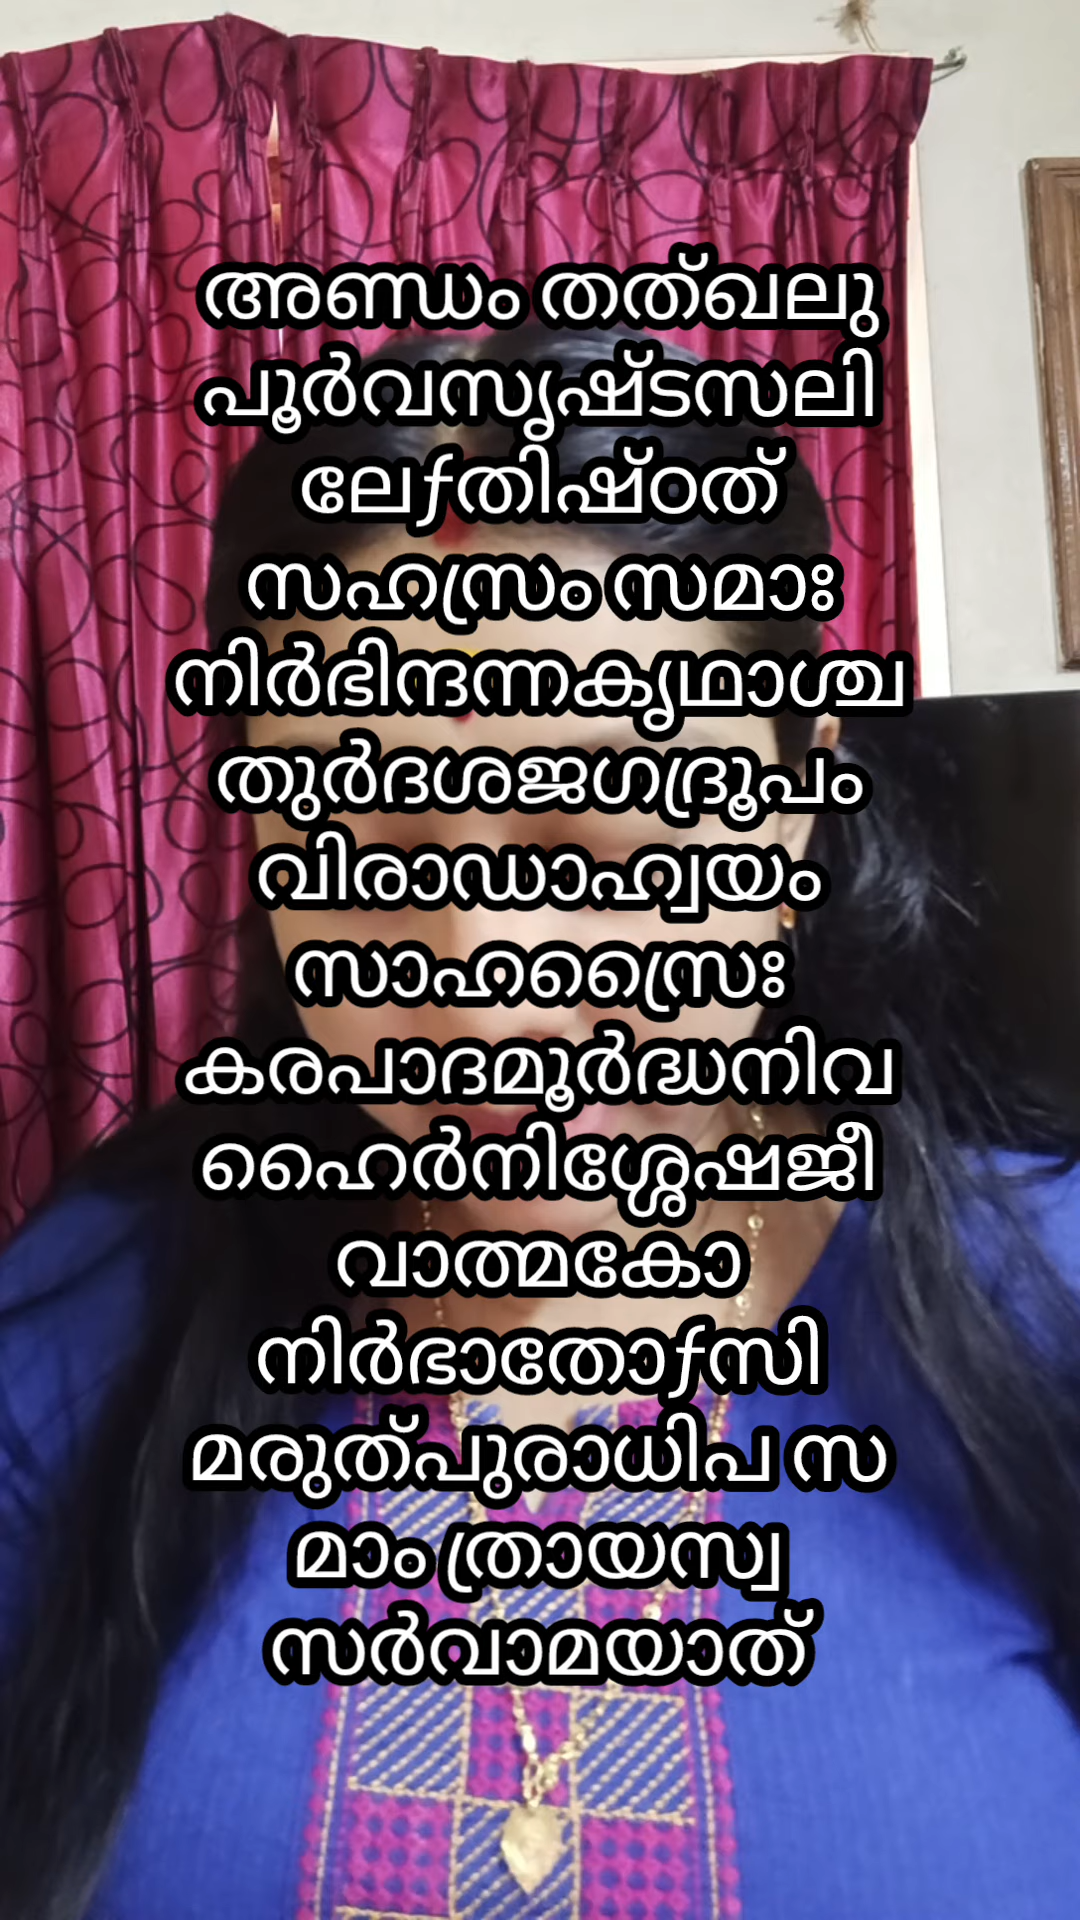 അണ്ഡം തത്ഖലു
പൂർവസൃഷ്ടസലി
ലേƒതിഷ്ഠത്
സഹസ്രം സമാഃ
നിർഭിന്ദന്നകൃഥാശ്ച
തുർദശജഗദ്രൂപം
വിരാഡാഹ്വയം
സാഹസ്രൈഃ
കരപാദമൂർദ്ധനിവ
ഹൈർനിശ്ശേഷജീ
വാത്മകോ
നിർഭാതോƒസി
മരുത്പുരാധിപ സ
മാം ത്രായസ്വ
സർവാമയാത്